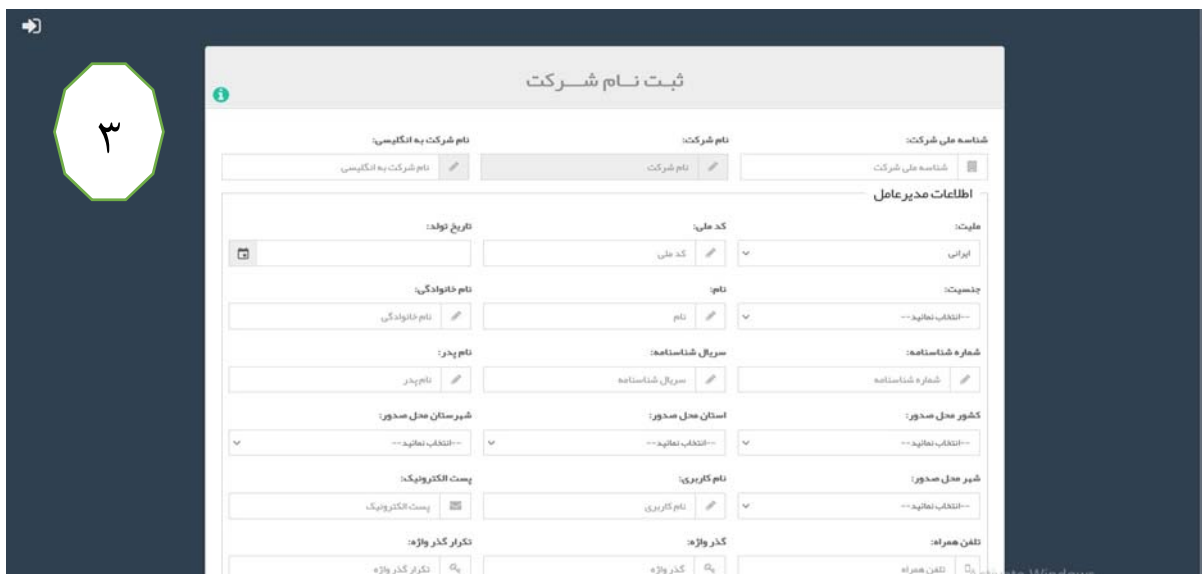 ثبت نام شرکت
۳
شناسه ملی شرکت: نام شرکت: نام شرکت به انگلیسی:
شناسه ملی شرکت نام شرکت نام شرکت به انگلیسی
اطلاعات مدیرعامل
ملیت: کد ملی: تاریخ تولد:
ایرانی کد ملی
جنسیت: نام: نام خانوادگی:
--انتخاب نمائید-- نام نام خانوادگی
شماره شناسنامه: سریال شناسنامه: نام پدر:
شماره شناسنامه سریال شناسنامه نام پدر
کشور محل صدور: استان محل صدور: شهرستان محل صدور:
--انتخاب نمائید-- --انتخاب نمائید-- --انتخاب نمائید--
شهر محل صدور: نام کاربری: پست الکترونیک:
--انتخاب نمائید-- نام کاربری پست الکترونیک
تلفن همراه: گذر واژه: تکرار گذر واژه:
تلفن همراه گذر واژه تکرار گذر واژه